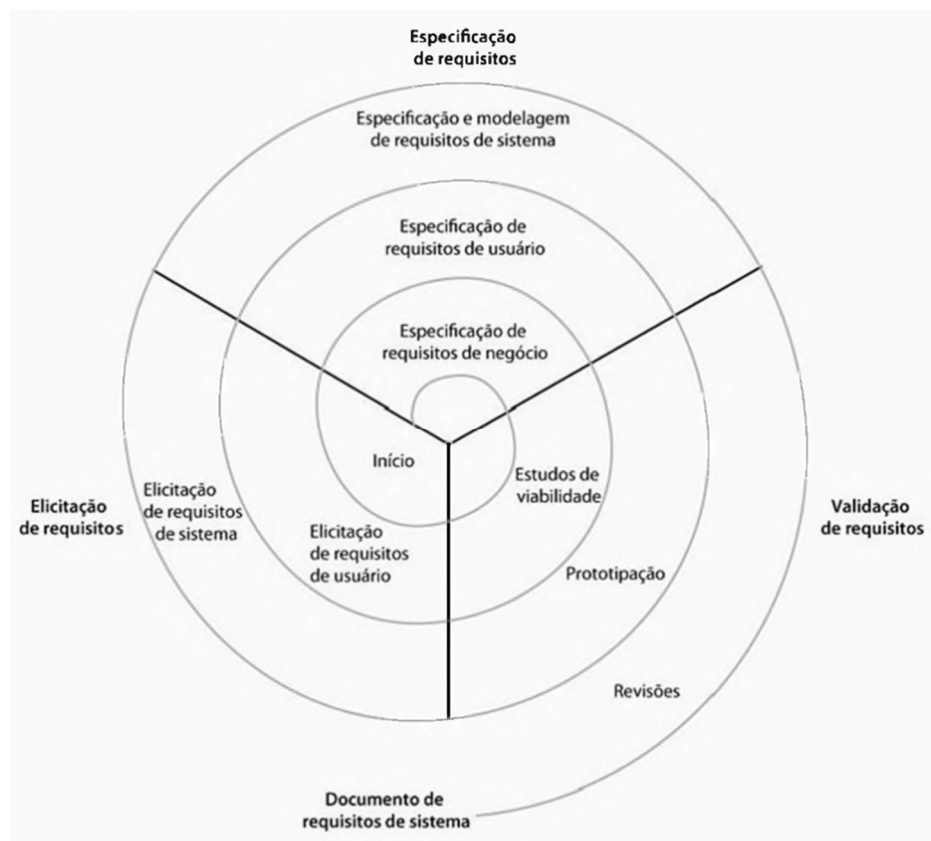 Especificação
de requisitos
Especificação e modelagem
de requisitos de sistema
Especificação de
requisitos de usuário
Especificação de
requisitos de negócio
Início
Estudos de
viabilidade
Elicitação
de requisitos
Elicitação
de requisitos
de sistema
Elicitação
de requisitos
de usuário
Validação
de requisitos
Prototipação
Revisões
Documento de
requisitos de sistema